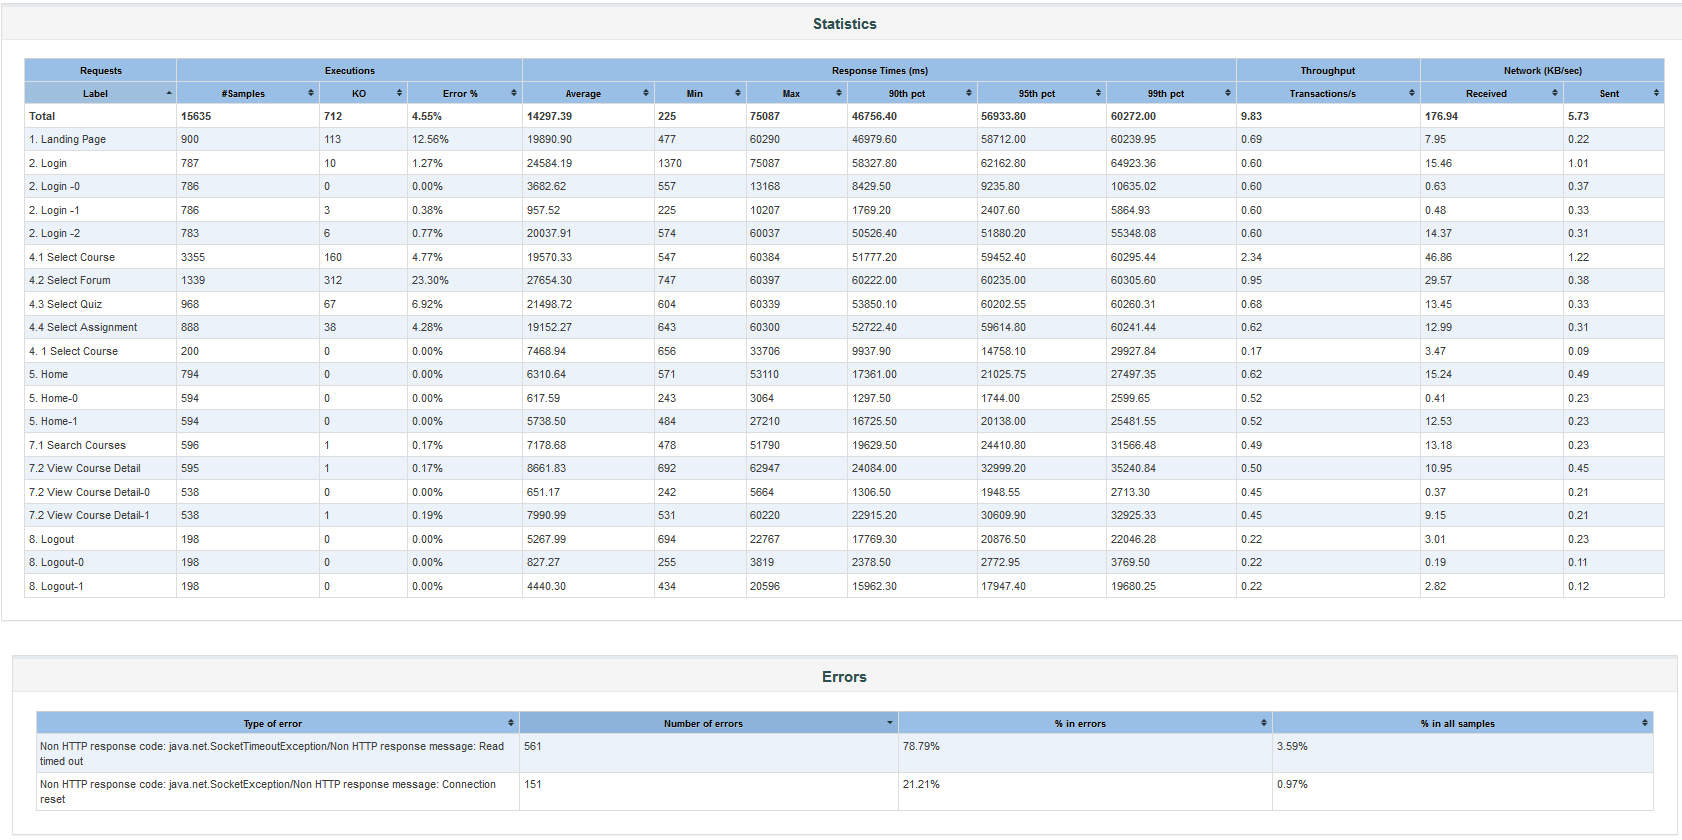 Statistics
Requests Executions Response Times (ms) Throughput Network (KB/sec)
Label #Samples KO Error % Average Min Max 90th pct 95th pct 99th pct Transactions/s Received Sent
Total 15635 712 4.55% 14297.39 225 75087 46756.40 56933.80 60272.00 9.83 176.94 5.73
1. Landing Page 900 113 12.56% 19890.90 477 60290 46979.60 58712.00 60239.95 0.69 7.95 0.22
2. Login 787 10 1.27% 24584.19 1370 75087 58327.80 62162.80 64923.36 0.60 15.46 1.01
2. Login -0 786 0 0.00% 3682.62 557 13168 8429.50 9235.80 10635.02 0.60 0.63 0.37
2. Login -1 786 3 0.38% 957.52 225 10207 1769.20 2407.60 5864.93 0.60 0.48 0.33
2. Login -2 783 6 0.77% 20037.91 574 60037 50526.40 51880.20 55348.08 0.60 14.37 0.31
4.1 Select Course 3355 160 4.77% 19570.33 547 60384 51777.20 59452.40 60295.44 2.34 46.86 1.22
4.2 Select Forum 1339 312 23.30% 27654.30 747 60397 60222.00 60235.00 60305.60 0.95 29.57 0.38
4.3 Select Quiz 968 67 6.92% 21498.72 604 60339 53850.10 60202.55 60260.31 0.68 13.45 0.33
4.4 Select Assignment 888 38 4.28% 19152.27 643 60300 52722.40 59614.80 60241.44 0.62 12.99 0.31
4. 1 Select Course 200 0 0.00% 7468.94 656 33706 9937.90 14758.10 29927.84 0.17 3.47 0.09
5. Home 794 0 0.00% 6310.64 571 53110 17361.00 21025.75 27497.35 0.62 15.24 0.49
5. Home-0 594 0 0.00% 617.59 243 3064 1297.50 1744.00 2599.65 0.52 0.41 0.23
5. Home-1 594 0 0.00% 5738.50 484 27210 16725.50 20138.00 25481.55 0.52 12.53 0.23
7.1 Search Courses 596 1 0.17% 7178.68 478 51790 19629.50 24410.80 31566.48 0.49 13.18 0.23
7.2 View Course Detail 595 1 0.17% 8661.83 692 62947 24084.00 32999.20 35240.84 0.50 10.95 0.45
7.2 View Course Detail-0 538 0 0.00% 651.17 242 5664 1306.50 1948.55 2713.30 0.45 0.37 0.21
7.2 View Course Detail-1 538 1 0.19% 7990.99 531 60220 22915.20 30609.90 32925.33 0.45 9.15 0.21
8. Logout 198 0 0.00% 5267.99 694 22767 17769.30 20876.50 22046.28 0.22 3.01 0.23
8. Logout-0 198 0 0.00% 827.27 255 3819 2378.50 2772.95 3769.50 0.22 0.19 0.11
8. Logout-1 198 0 0.00% 4440.30 434 20596 15962.30 17947.40 19680.25 0.22 2.82 0.12
Errors
Type of error Number of errors % in errors % in all samples
Non HTTP response code: java.net.SocketTimeoutException/Non HTTP response message: Read 561 78.79% 3.59%
timed out
Non HTTP response code: java.net.SocketException/Non HTTP response message: Connection 151 21.21% 0.97%
reset